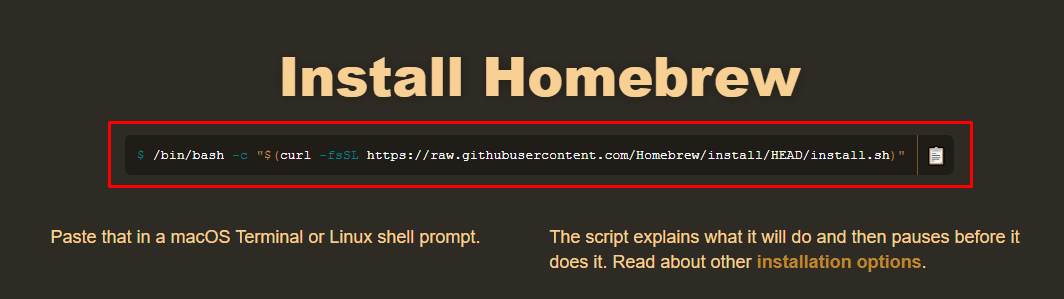 Install Homebrew
$ /bin/bash -c "$(curl -fsSL https://raw.githubusercontent.com/Homebrew/install/HEAD/install.sh)"
Paste that in a macOS Terminal or Linux shell prompt.
The script explains what it will do and then pauses before it
does it. Read about other installation options.